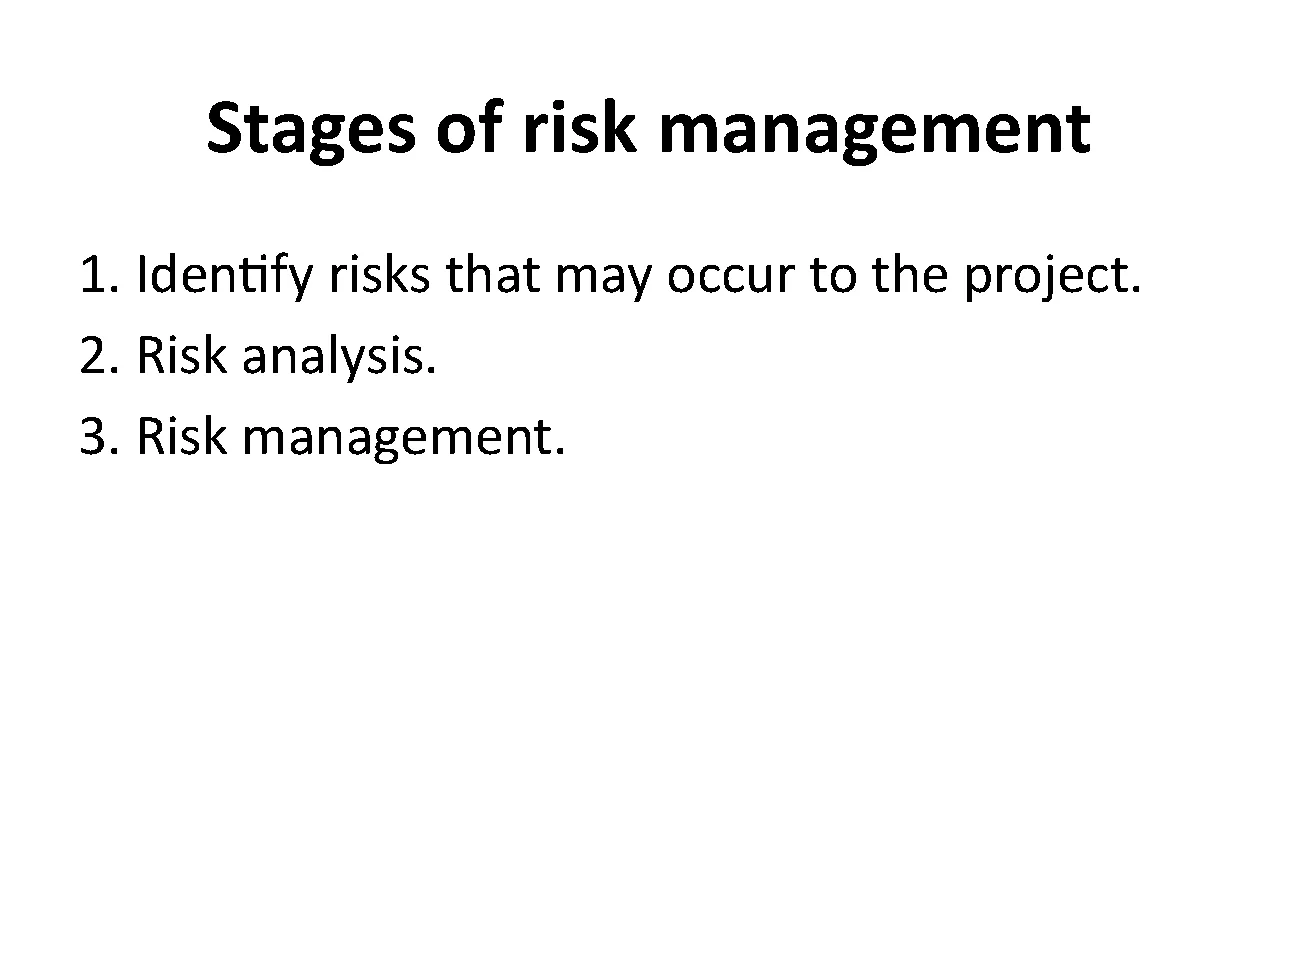 Stages of risk management
1. Identify risks that may occur to the project.
2. Risk analysis.
3. Risk management.